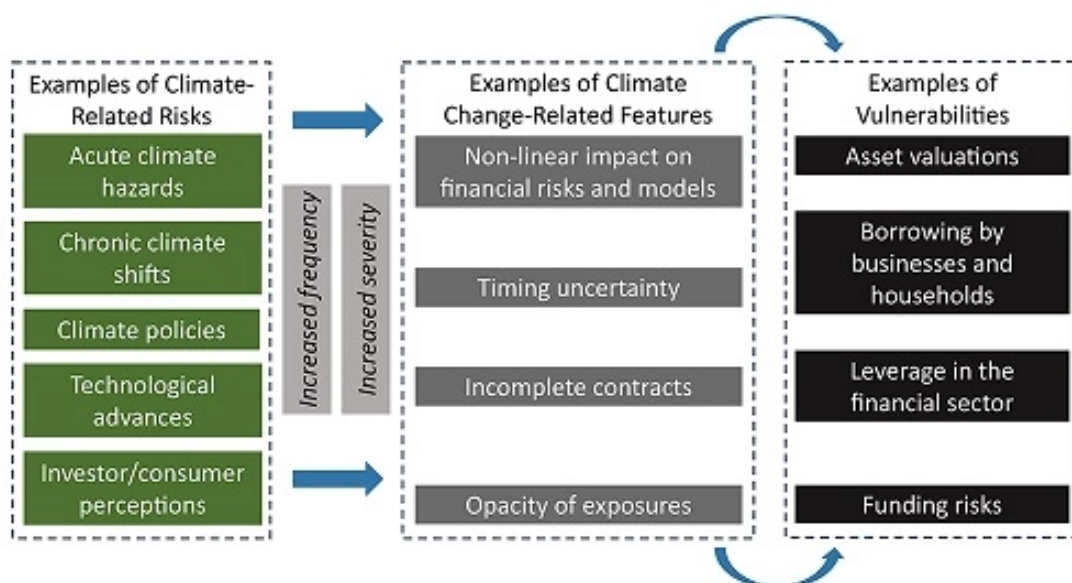 Examples of Climate-
Related Risks
Acute climate
hazards
Chronic climate
shifts
Climate policies
Technological
advances
Investor/consumer
perceptions
Increased frequency
Increased severity
Examples of Climate
Change-Related Features
Non-linear impact on
financial risks and models
Timing uncertainty
Incomplete contracts
Opacity of exposures
Examples of
Vulnerabilities
Asset valuations
Borrowing by
businesses and
households
Leverage in the
financial sector
Funding risks